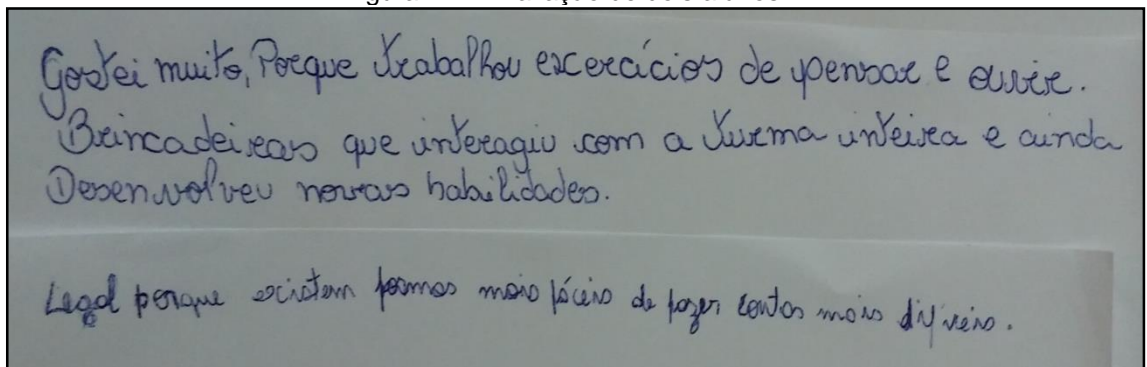 Gostei muito, Porque trabalhou excercícios de pensar e ouvir.
Brincadeiras que interagiu com a turma inteira e ainda
Desenvolveu novas habilidades.
Legal porque existem formas mais fáceis de fazer contas mais difíceis.